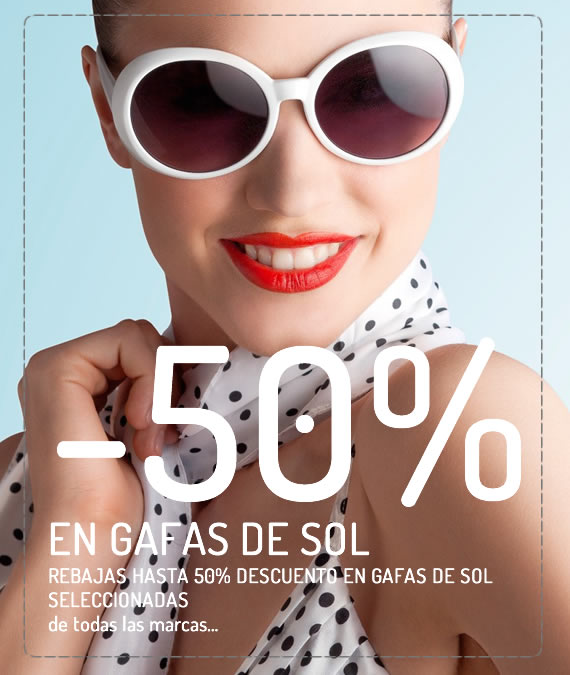 -50%
EN GAFAS DE SOL
REBAJAS HASTA 50% DESCUENTO EN GAFAS DE SOL
SELECCIONADAS
de todas las marcas...